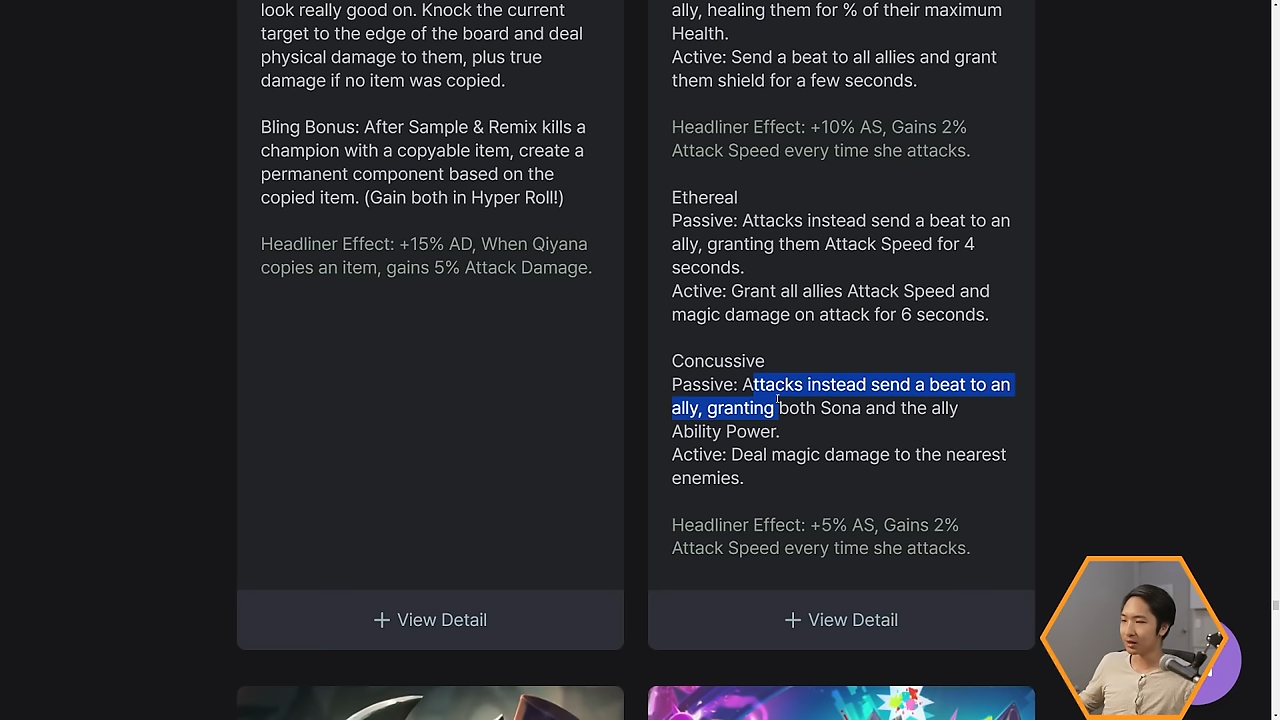 look really good on. Knock the current
target to the edge of the board and deal
physical damage to them, plus true
damage if no item was copied.
Bling Bonus: After Sample & Remix kills a
champion with a copyable item, create a
permanent component based on the
copied item. (Gain both in Hyper Roll!)
Headliner Effect: +15% AD, When Qiyana
copies an item, gains 5% Attack Damage.
+ View Detail
ally, healing them for % of their maximum
Health.
Active: Send a beat to all allies and grant
them shield for a few seconds.
Headliner Effect: +10% AS, Gains 2%
Attack Speed every time she attacks.
Ethereal
Passive: Attacks instead send a beat to an
ally, granting them Attack Speed for 4
seconds.
Active: Grant all allies Attack Speed and
magic damage on attack for 6 seconds.
Concussive
Passive: Attacks instead send a beat to an
ally, granting both Sona and the ally
Ability Power.
Active: Deal magic damage to the nearest
enemies.
Headliner Effect: +5% AS, Gains 2%
Attack Speed every time she attacks.
+ View Detail